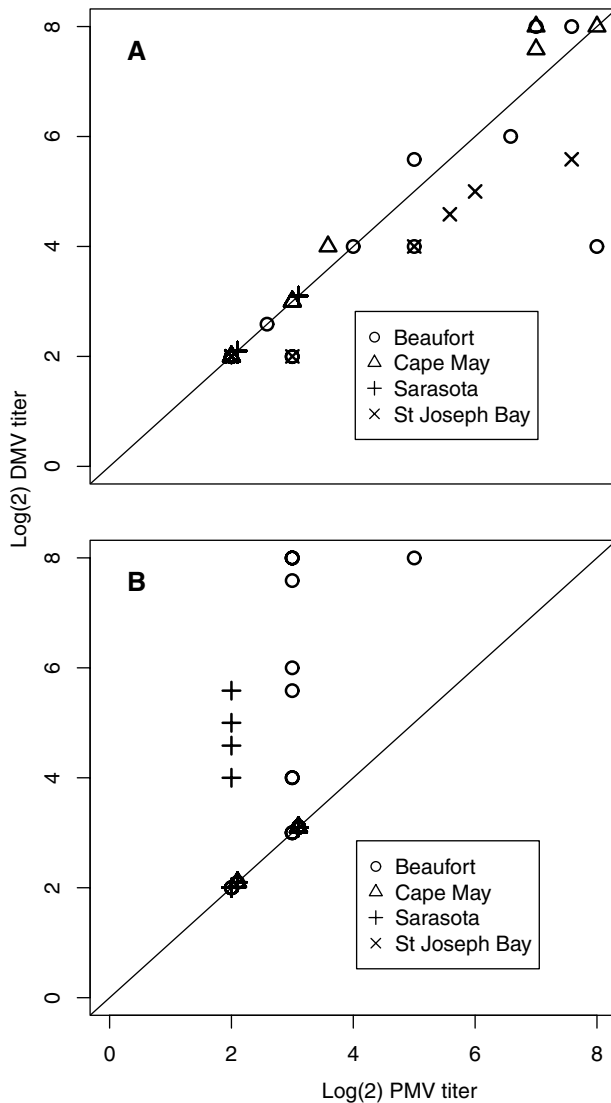 A
8
6
4
2
0
Beaufort
Cape May
Sarasota
St Joseph Bay
Log(2) DMV titer
B
8
6
4
2
0
Beaufort
Cape May
Sarasota
St Joseph Bay
0 2 4 6 8
Log(2) PMV titer